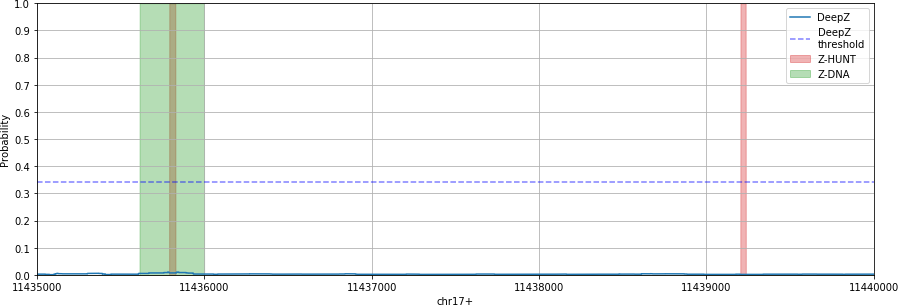 1.0
0.9
0.8
0.7
0.6
0.5
0.4
0.3
0.2
0.1
0.0
Probability
11435000 11436000 11437000 11438000 11439000 11440000
chr17+
DeepZ
DeepZ
threshold
Z-HUNT
Z-DNA